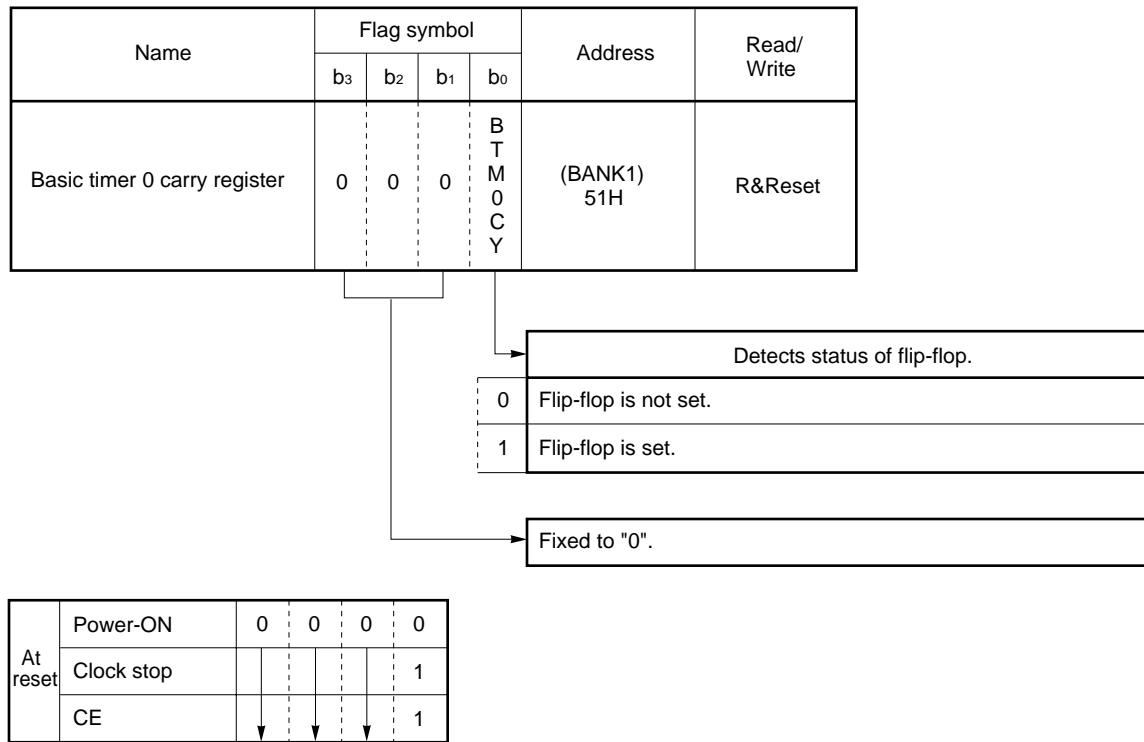 Name
Flag symbol
Address
Read/
Write
b3 b2 b1 b0
Basic timer 0 carry register
0 0 0
B
T
M
0
C
Y
(BANK1)
51H
R&Reset
Detects status of flip-flop.
0 Flip-flop is not set.
1 Flip-flop is set.
Fixed to "0".
At
reset
Power-ON 0 0 0 0
Clock stop 1
CE 1